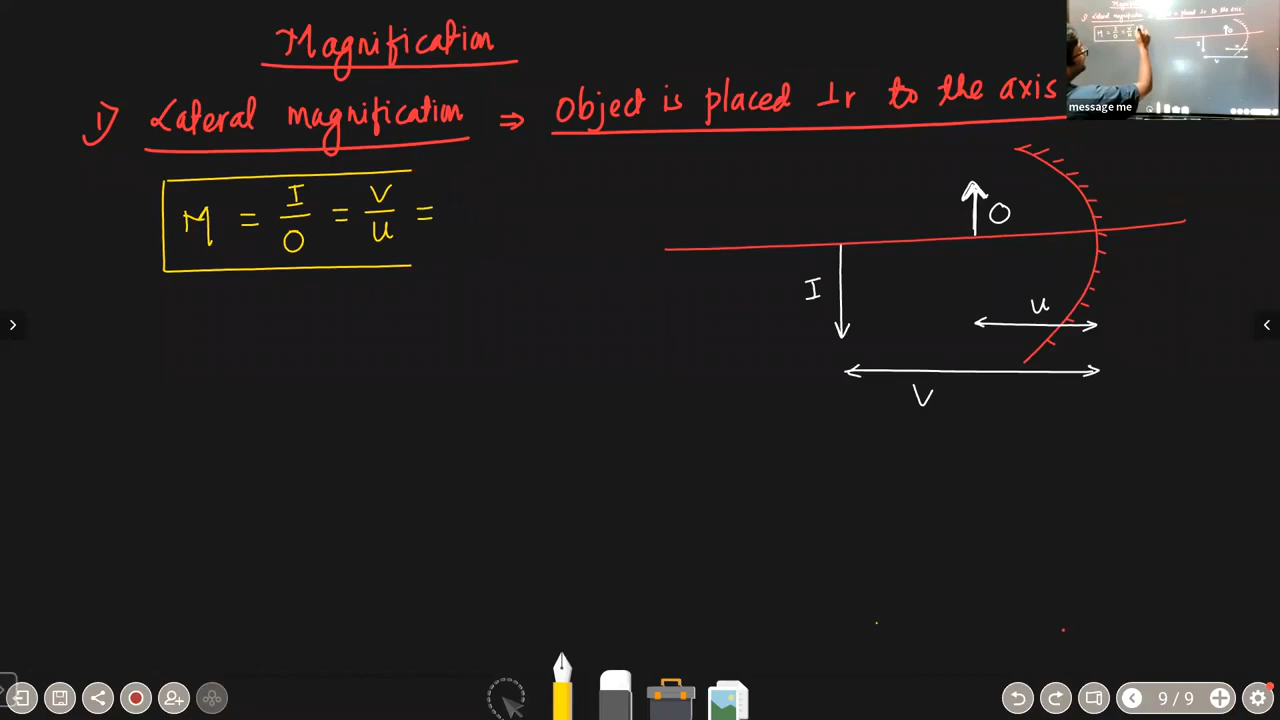 Magnification
1) Lateral magnification ⇒ Object is placed ⊥r to the axis
M = I/O = V/u =
O
I
u
V
message me
9/9